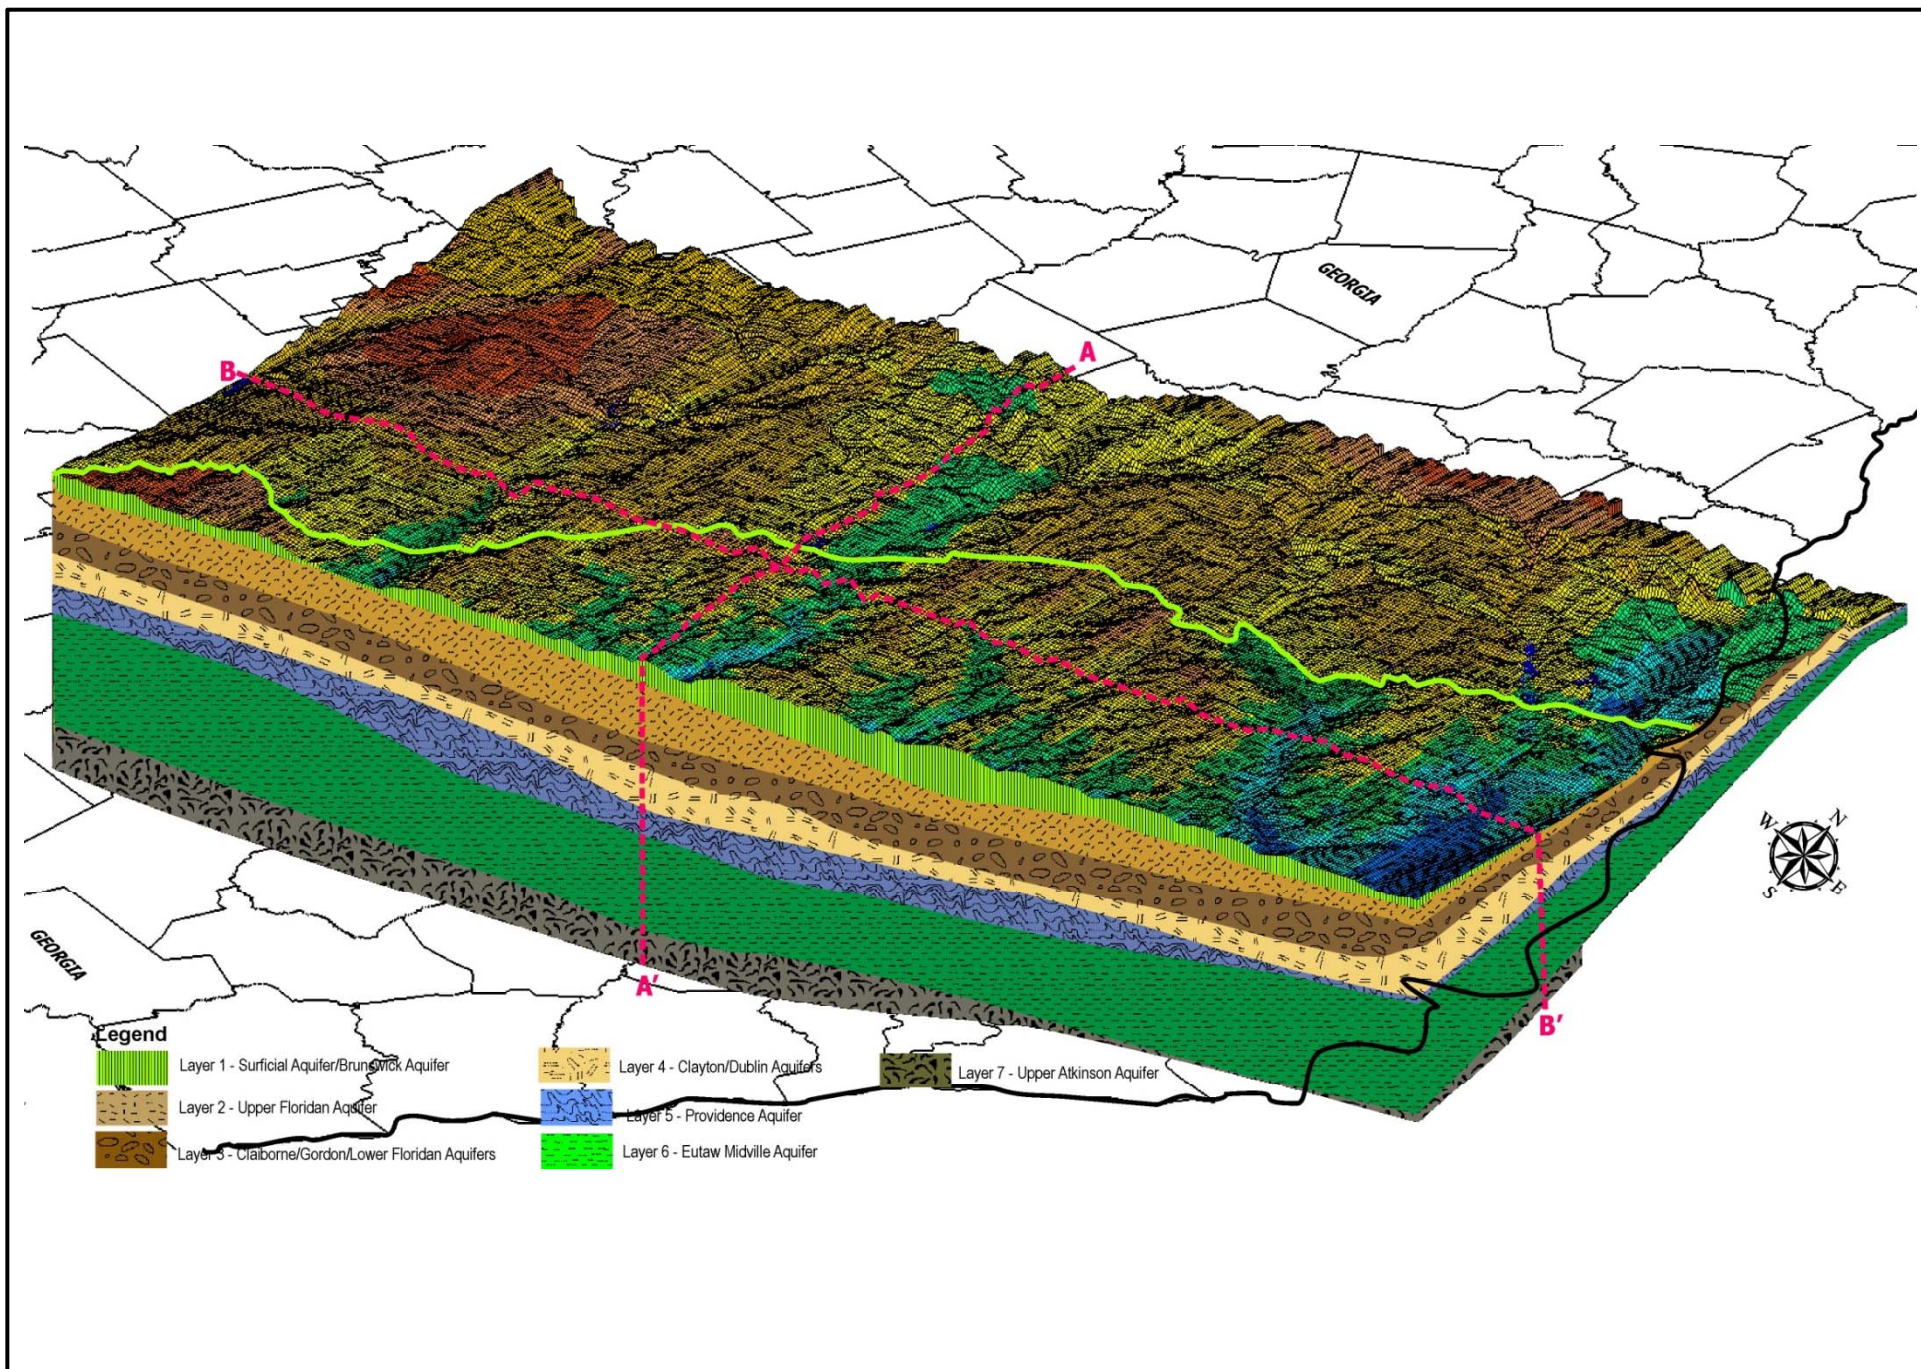 GEORGIA
A
B
W
N
S
E
GEORGIA
A'
B'
Legend
Layer 1 - Surficial Aquifer/Brunswick Aquifer
Layer 2 - Upper Floridan Aquifer
Layer 3 - Claiborne/Gordon/Lower Floridan Aquifers
Layer 4 - Clayton/Dublin Aquifers
Layer 5 - Providence Aquifer
Layer 6 - Eutaw Midville Aquifer
Layer 7 - Upper Atkinson Aquifer